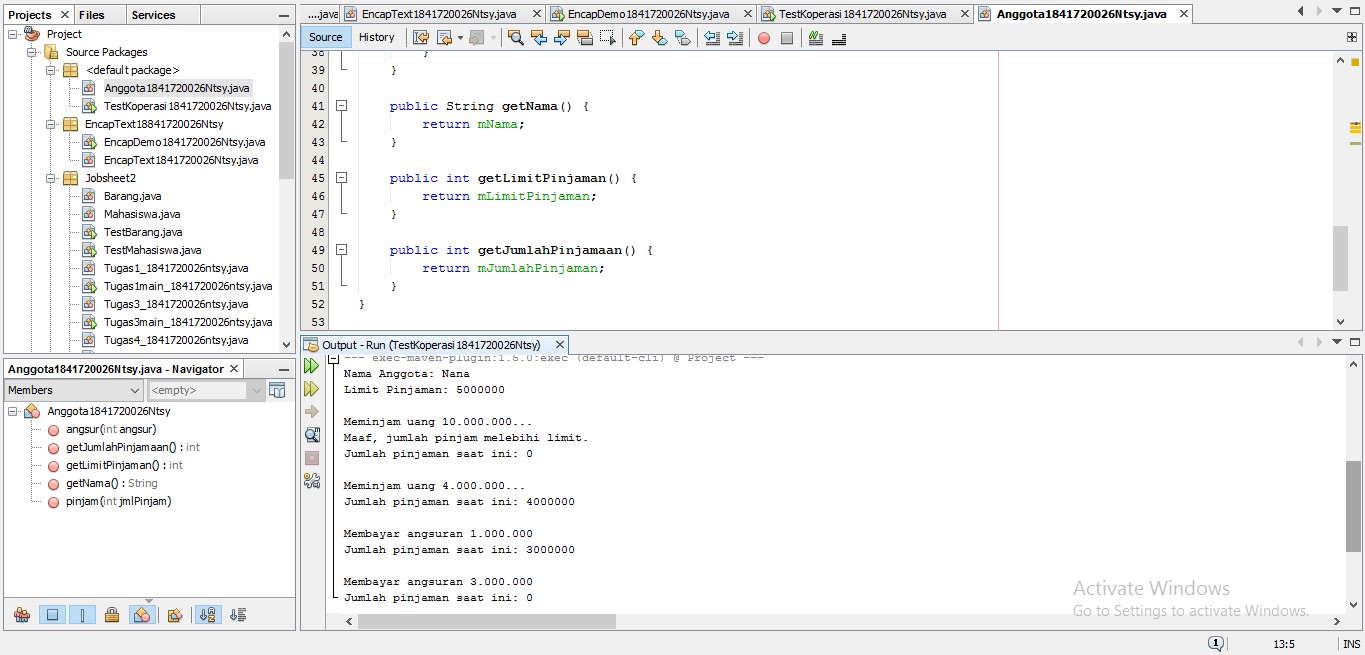 Projects
Files
Services
Project
Source Packages
<default package>
Anggota1841720026Ntsy.java
TestKoperasi1841720026Ntsy.java
EncapText18841720026Ntsy
EncapDemo1841720026Ntsy.java
EncapText1841720026Ntsy.java
Jobsheet2
Barang.java
Mahasiswa.java
TestBarang.java
TestMahasiswa.java
Tugas1_1841720026ntsy.java
Tugas1main_1841720026ntsy.java
Tugas3_1841720026ntsy.java
Tugas3main_1841720026ntsy.java
Tugas4_1841720026ntsy.java
Anggota1841720026Ntsy.java - Navigator
Members
<empty>
Anggota1841720026Ntsy
angsur(int angsur)
getJumlahPinjamaan() : int
getLimitPinjaman() : int
getNama() : String
pinjam(int jmlPinjam)
....java
EncapText1841720026Ntsy.java
EncapDemo1841720026Ntsy.java
TestKoperasi1841720026Ntsy.java
Anggota1841720026Ntsy.java
Source
History
38 }
39 }
40
41 public String getNama() {
42 return mNama;
43 }
44
45 public int getLimitPinjaman() {
46 return mLimitPinjaman;
47 }
48
49 public int getJumlahPinjamaan() {
50 return mJumlahPinjaman;
51 }
52 }
53
Output - Run (TestKoperasi1841720026Ntsy)
--- exec-maven-plugin:1.5.0:exec (default-cli) @ Project ---
Nama Anggota: Nana
Limit Pinjaman: 5000000
Meminjam uang 10.000.000...
Maaf, jumlah pinjam melebihi limit.
Jumlah pinjaman saat ini: 0
Meminjam uang 4.000.000...
Jumlah pinjaman saat ini: 4000000
Membayar angsuran 1.000.000
Jumlah pinjaman saat ini: 3000000
Membayar angsuran 3.000.000
Jumlah pinjaman saat ini: 0
Activate Windows
Go to Settings to activate Windows.
1
13:5
INS